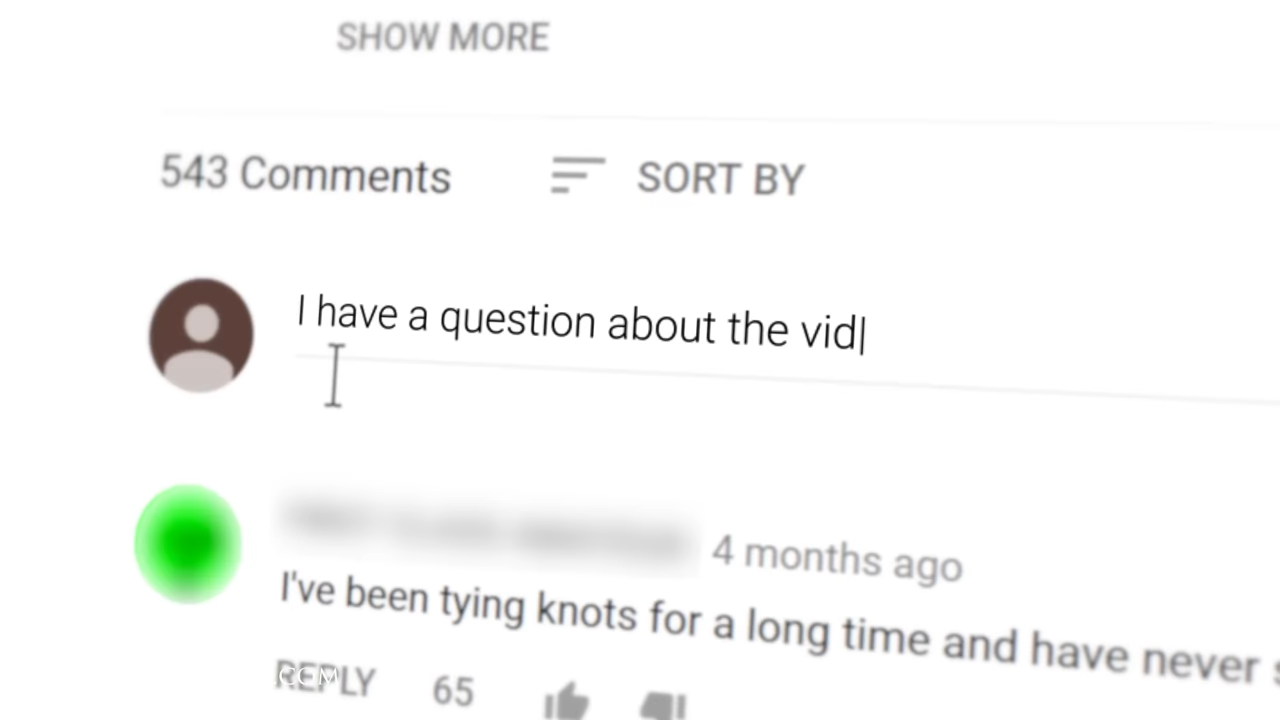 SHOW MORE
543 Comments SORT BY
I have a question about the vid
4 months ago
I've been tying knots for a long time and have never
REPLY 65
.COM